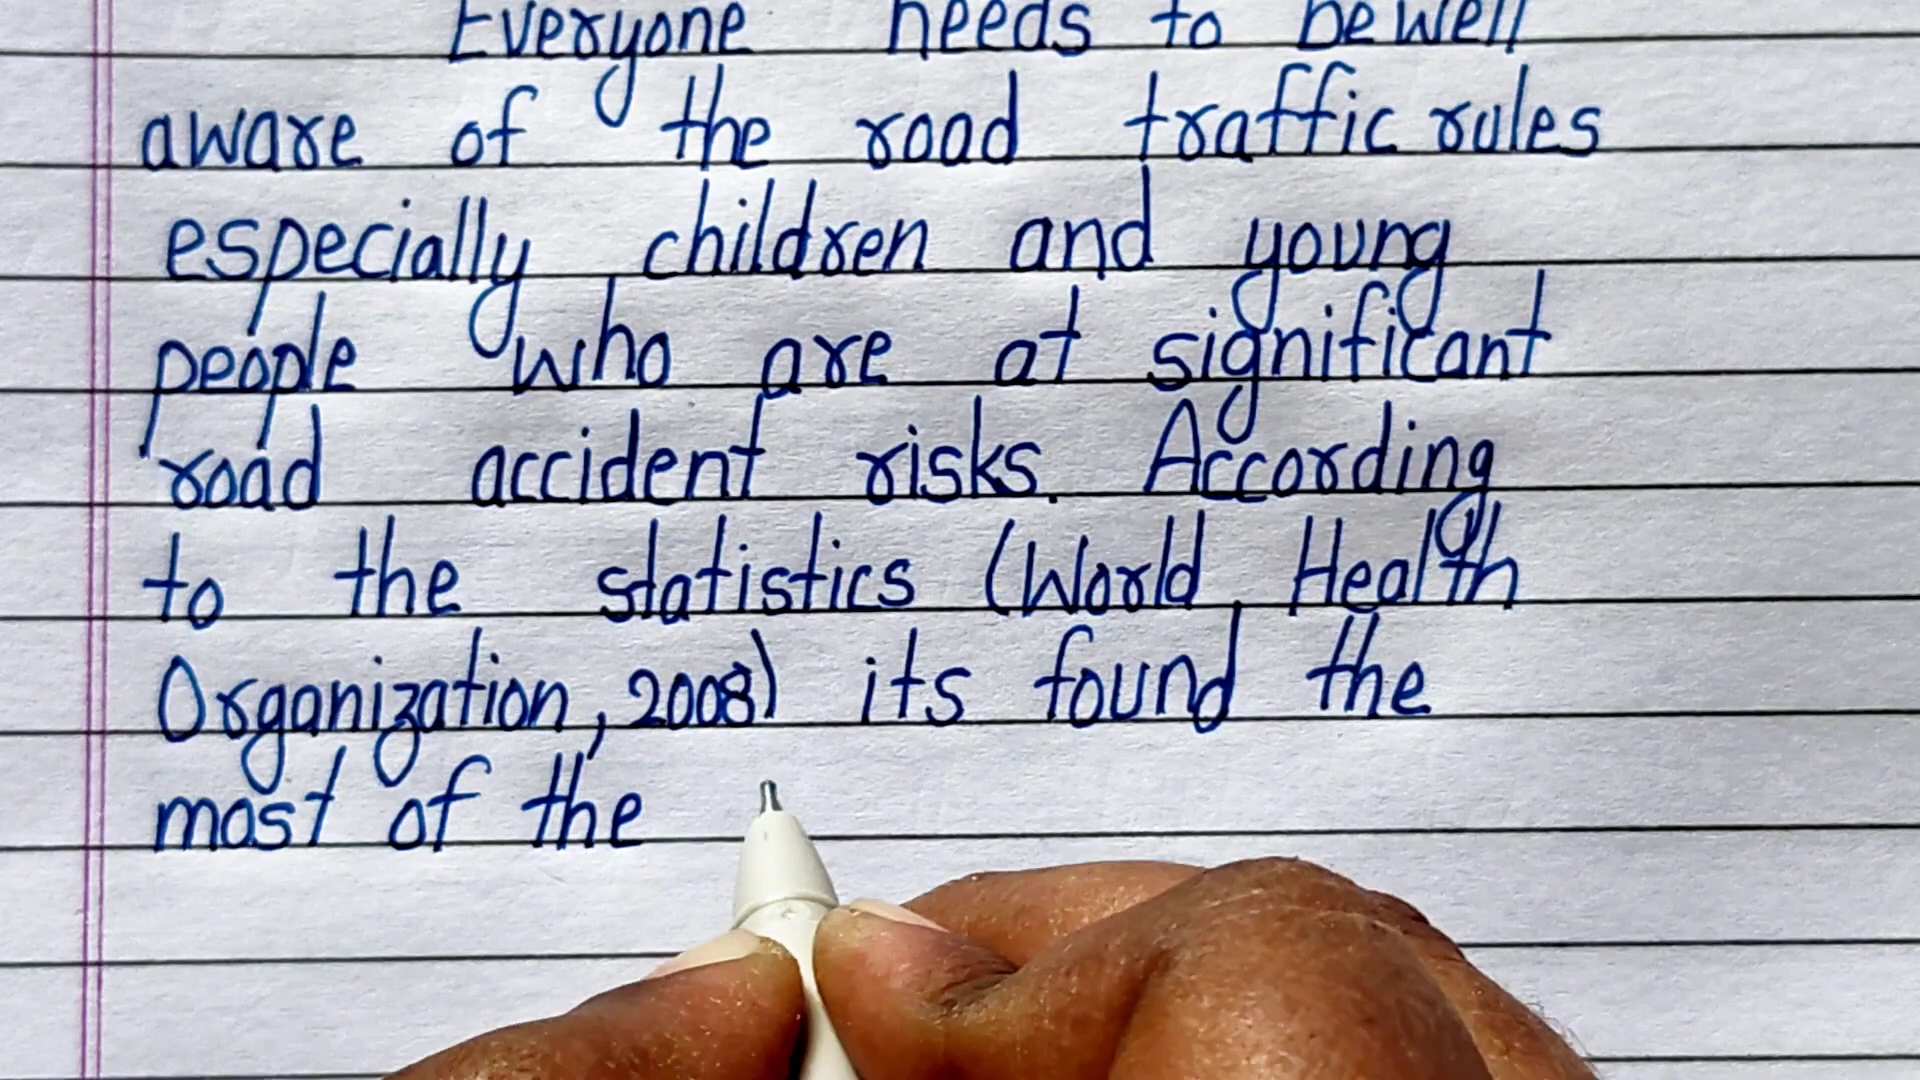 Everyone needs to be well
aware of the road traffic rules
especially children and young
people who are at significant
road accident risks. According
to the statistics (World Health
Organization, 2008) its found the
most of the